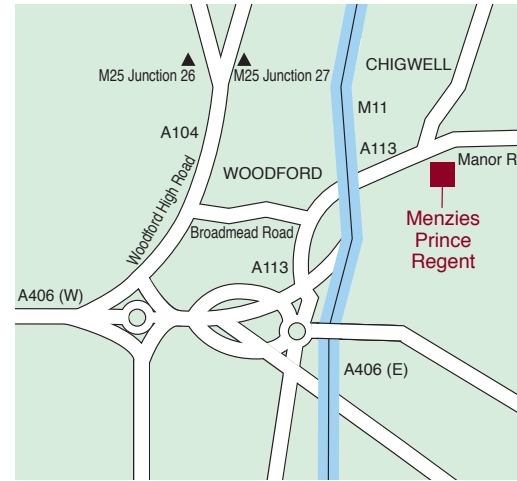 CHIGWELL
M25 Junction 26
M25 Junction 27
M11
A104
A113
Manor R
WOODFORD
Woodford High Road
Menzies
Prince
Regent
Broadmead Road
A113
A406 (W)
A406 (E)